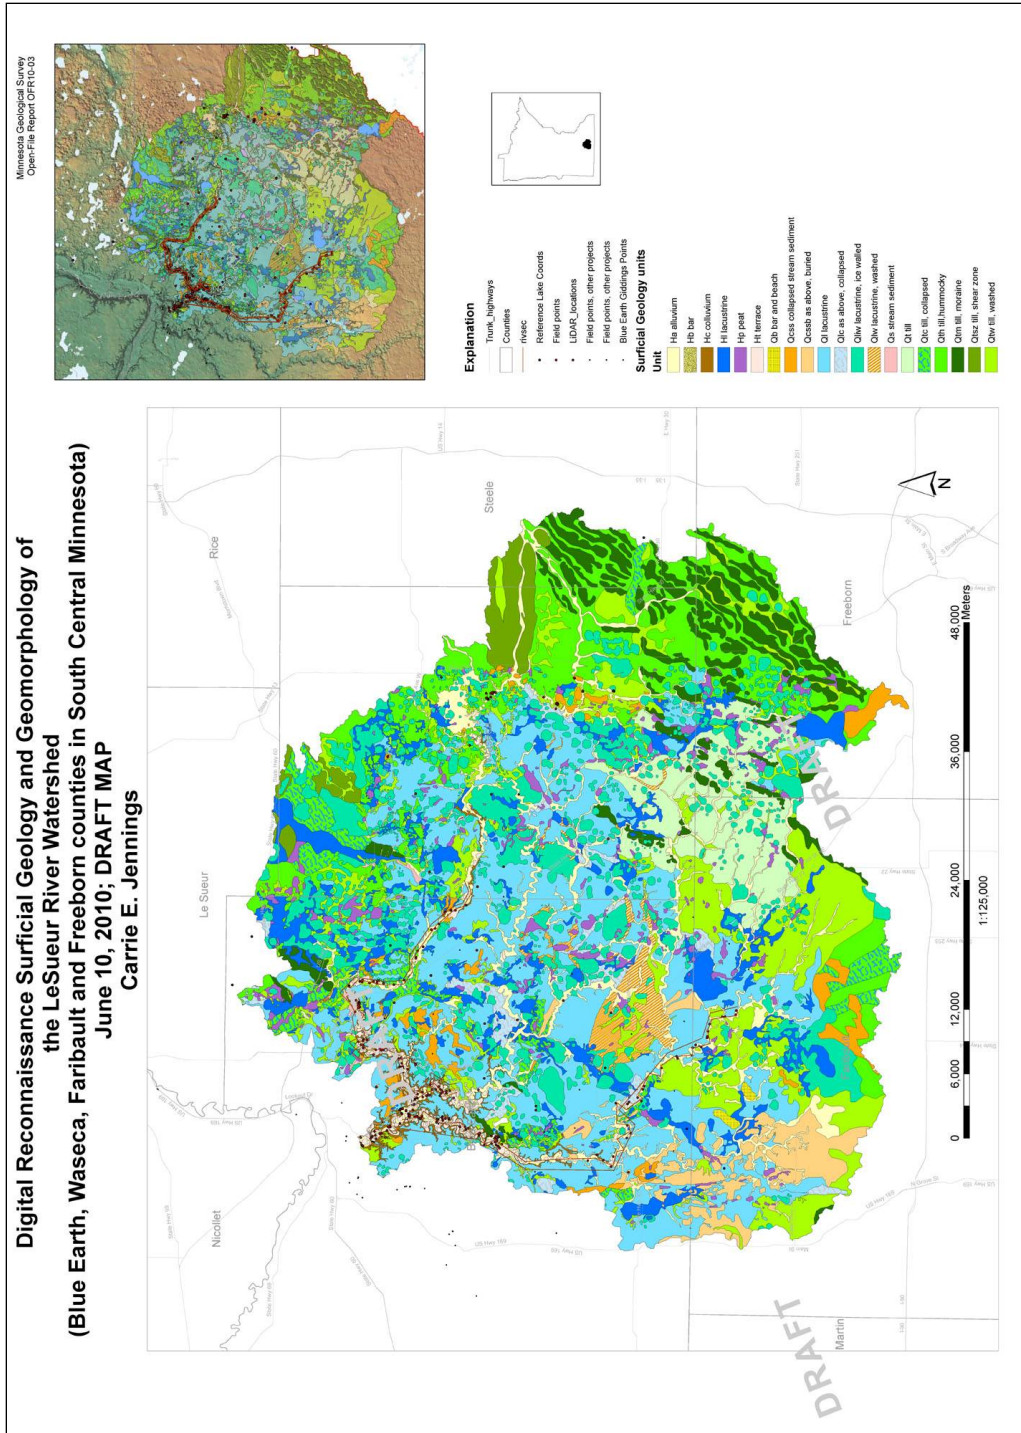 Digital Reconnaissance Surficial Geology and Geomorphology of
the LeSueur River Watershed
(Blue Earth, Waseca, Faribault and Freeborn counties in South Central Minnesota)
June 10, 2010; DRAFT MAP
Carrie E. Jennings
Minnesota Geological Survey
Open-File Report OFR10-03
Nicollet
Le Sueur
Rice
Steele
Freeborn
Martin
DRAFT
DRAFT
DRAFT
N
0
6,000
12,000
24,000
36,000
48,000
Meters
1:125,000
Explanation
Trunk_highways
Counties
rivsec
Reference Lake Coords
Field points
LiDAR_locations
Field points, other projects
Field points, other projects
Blue Earth Giddings Points
Surficial Geology units
Unit
Ha alluvium
Hb bar
Hc colluvium
Hl lacustrine
Hp peat
Ht terrace
Qb bar and beach
Qcss collapsed stream sediment
Qcssb as above, buried
Ql lacustrine
Qlc as above, collapsed
Qliw lacustrine, ice walled
Qlw lacustrine, washed
Qs stream sediment
Qt till
Qtc till, collapsed
Qth till,hummocky
Qtm till, moraine
Qtsz till, shear zone
Qtw till, washed